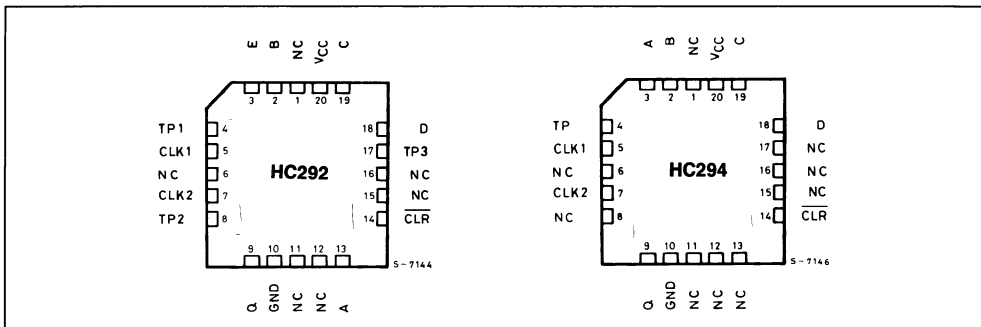 E B NC VCC C
3 2 1 20 19
TP1 4 18 D
CLK1 5 17 TP3
NC 6 HC292 16 NC
CLK2 7 15 NC
TP2 8 14 CLR
9 10 11 12 13
S-7144
Q GND NC NC A
A B NC VCC C
3 2 1 20 19
TP 4 18 D
CLK1 5 17 NC
NC 6 HC294 16 NC
CLK2 7 15 NC
NC 8 14 CLR
9 10 11 12 13
S-7146
Q GND NC NC NC